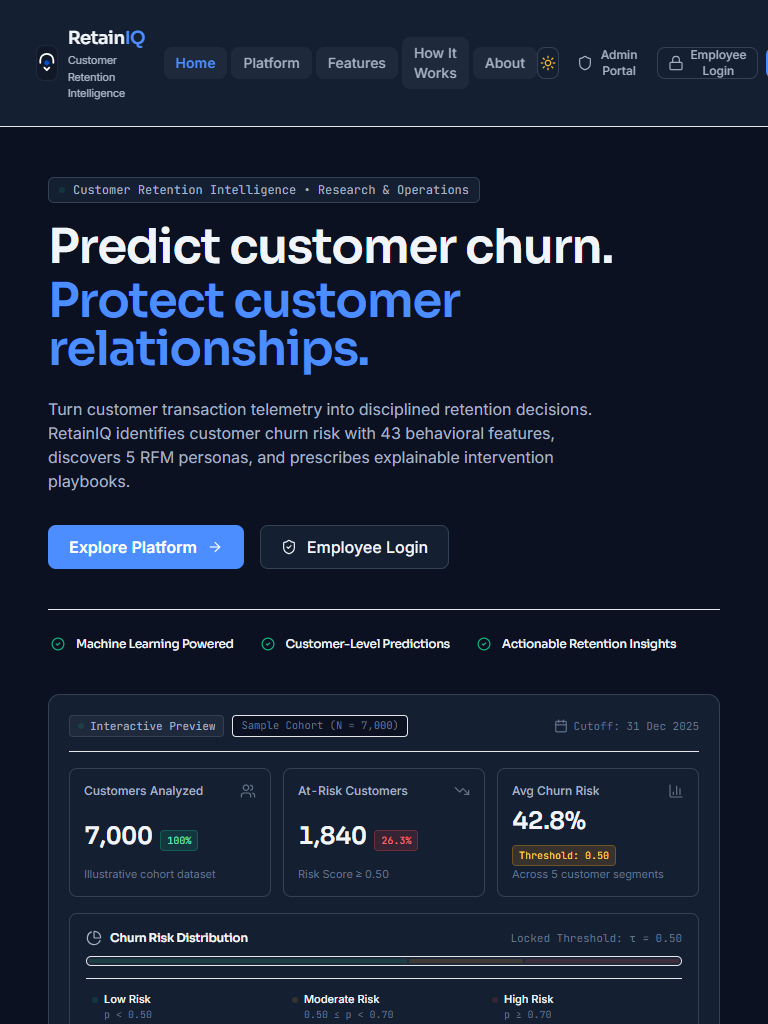 RetainIQ
Customer
Retention
Intelligence
Home
Platform
Features
How It
Works
About
Admin
Portal
Employee
Login
Customer Retention Intelligence • Research & Operations
Predict customer churn.
Protect customer
relationships.
Turn customer transaction telemetry into disciplined retention decisions.
RetainIQ identifies customer churn risk with 43 behavioral features,
discovers 5 RFM personas, and prescribes explainable intervention
playbooks.
Explore Platform
Employee Login
Machine Learning Powered
Customer-Level Predictions
Actionable Retention Insights
Interactive Preview
Sample Cohort (N = 7,000)
Cutoff: 31 Dec 2025
Customers Analyzed
7,000 100%
Illustrative cohort dataset
At-Risk Customers
1,840 26.3%
Risk Score ≥ 0.50
Avg Churn Risk
42.8%
Threshold: 0.50
Across 5 customer segments
Churn Risk Distribution
Locked Threshold: τ = 0.50
Low Risk
p < 0.50
Moderate Risk
0.50 ≤ p < 0.70
High Risk
p ≥ 0.70